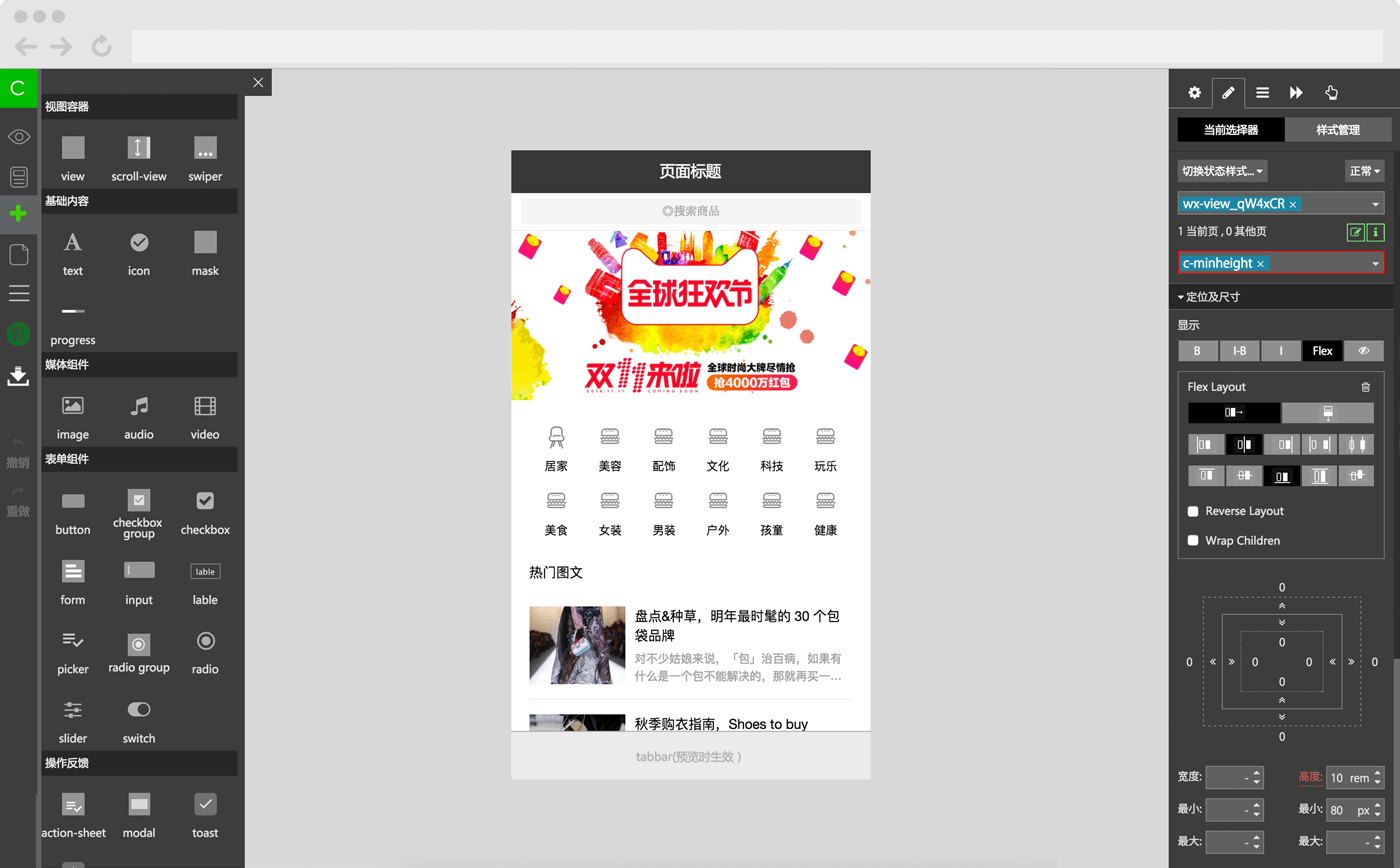 C
撤销
重做
视图容器
view
scroll-view
swiper
基础内容
A
text
icon
mask
progress
媒体组件
image
audio
video
表单组件
button
checkbox
group
checkbox
form
input
lable
lable
picker
radio group
radio
slider
switch
操作反馈
action-sheet
modal
toast
页面标题
◎搜索商品
全球狂欢节
双11来啦
2016.11.11 COMING SOON
全球时尚大牌尽情抢
抢4000万红包
居家
美容
配饰
文化
科技
玩乐
美食
女装
男装
户外
孩童
健康
热门图文
盘点&种草，明年最时髦的 30 个包
袋品牌
对不少姑娘来说，「包」治百病，如果有
什么是一个包不能解决的，那就再买一...
秋季购衣指南，Shoes to buy
tabbar(预览时生效 )
当前选择器
样式管理
切换状态样式...
正常
wx-view_qW4xCR ×
1 当前页 , 0 其他页
c-minheight ×
定位及尺寸
显示
B
I-B
I
Flex
Flex Layout
Reverse Layout
Wrap Children
0
0
0
0
0
0
0
0
宽度: -
高度: 10 rem
最小: -
最小: 80 px
最大: -
最大: -